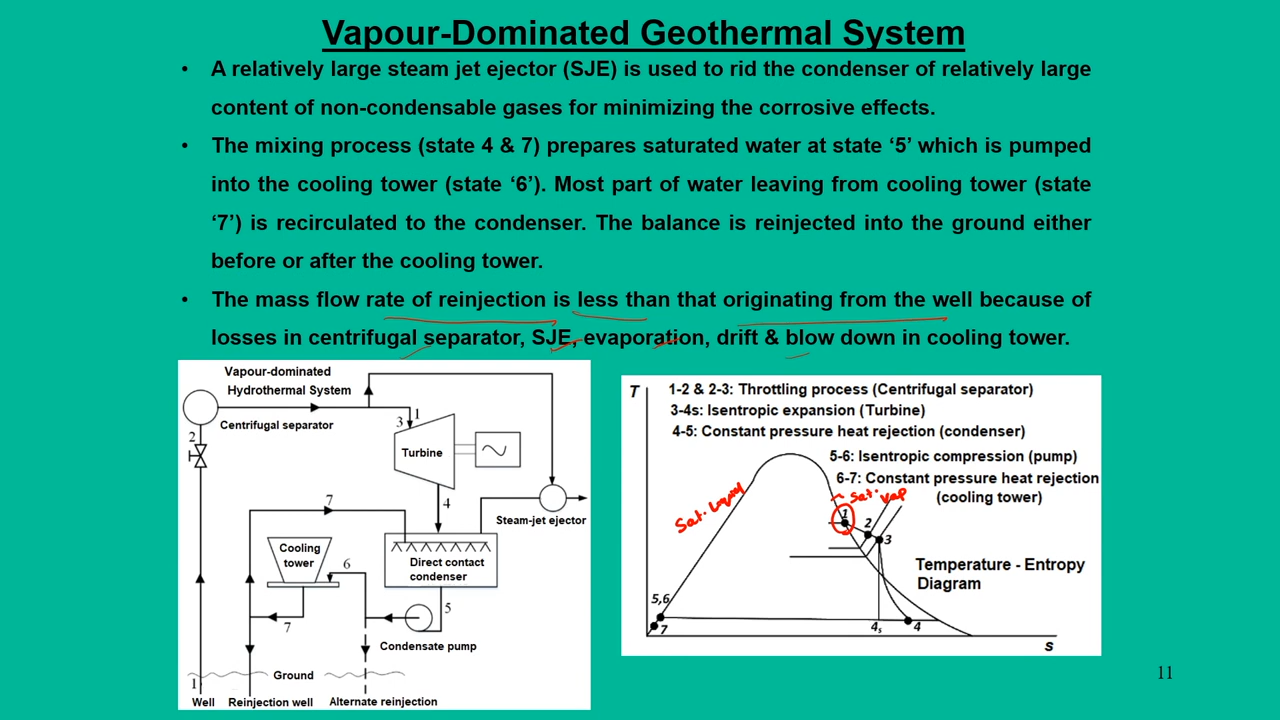 Vapour-Dominated Geothermal System
• A relatively large steam jet ejector (SJE) is used to rid the condenser of relatively large
content of non-condensable gases for minimizing the corrosive effects.
• The mixing process (state 4 & 7) prepares saturated water at state ‘5’ which is pumped
into the cooling tower (state ‘6’). Most part of water leaving from cooling tower (state
‘7’) is recirculated to the condenser. The balance is reinjected into the ground either
before or after the cooling tower.
• The mass flow rate of reinjection is less than that originating from the well because of
losses in centrifugal separator, SJE, evaporation, drift & blow down in cooling tower.
Vapour-dominated
Hydrothermal System
Centrifugal separator
1
2
3
Turbine
4
7
Steam-jet ejector
Cooling
tower
6
Direct contact
condenser
5
7
Condensate pump
Ground
1
Well
Reinjection well
Alternate reinjection
T
1-2 & 2-3: Throttling process (Centrifugal separator)
3-4s: Isentropic expansion (Turbine)
4-5: Constant pressure heat rejection (condenser)
5-6: Isentropic compression (pump)
6-7: Constant pressure heat rejection
(cooling tower)
Sat. liquid
Sat. vap
1
2
3
Temperature - Entropy
Diagram
5,6
7
4s
4
s
11